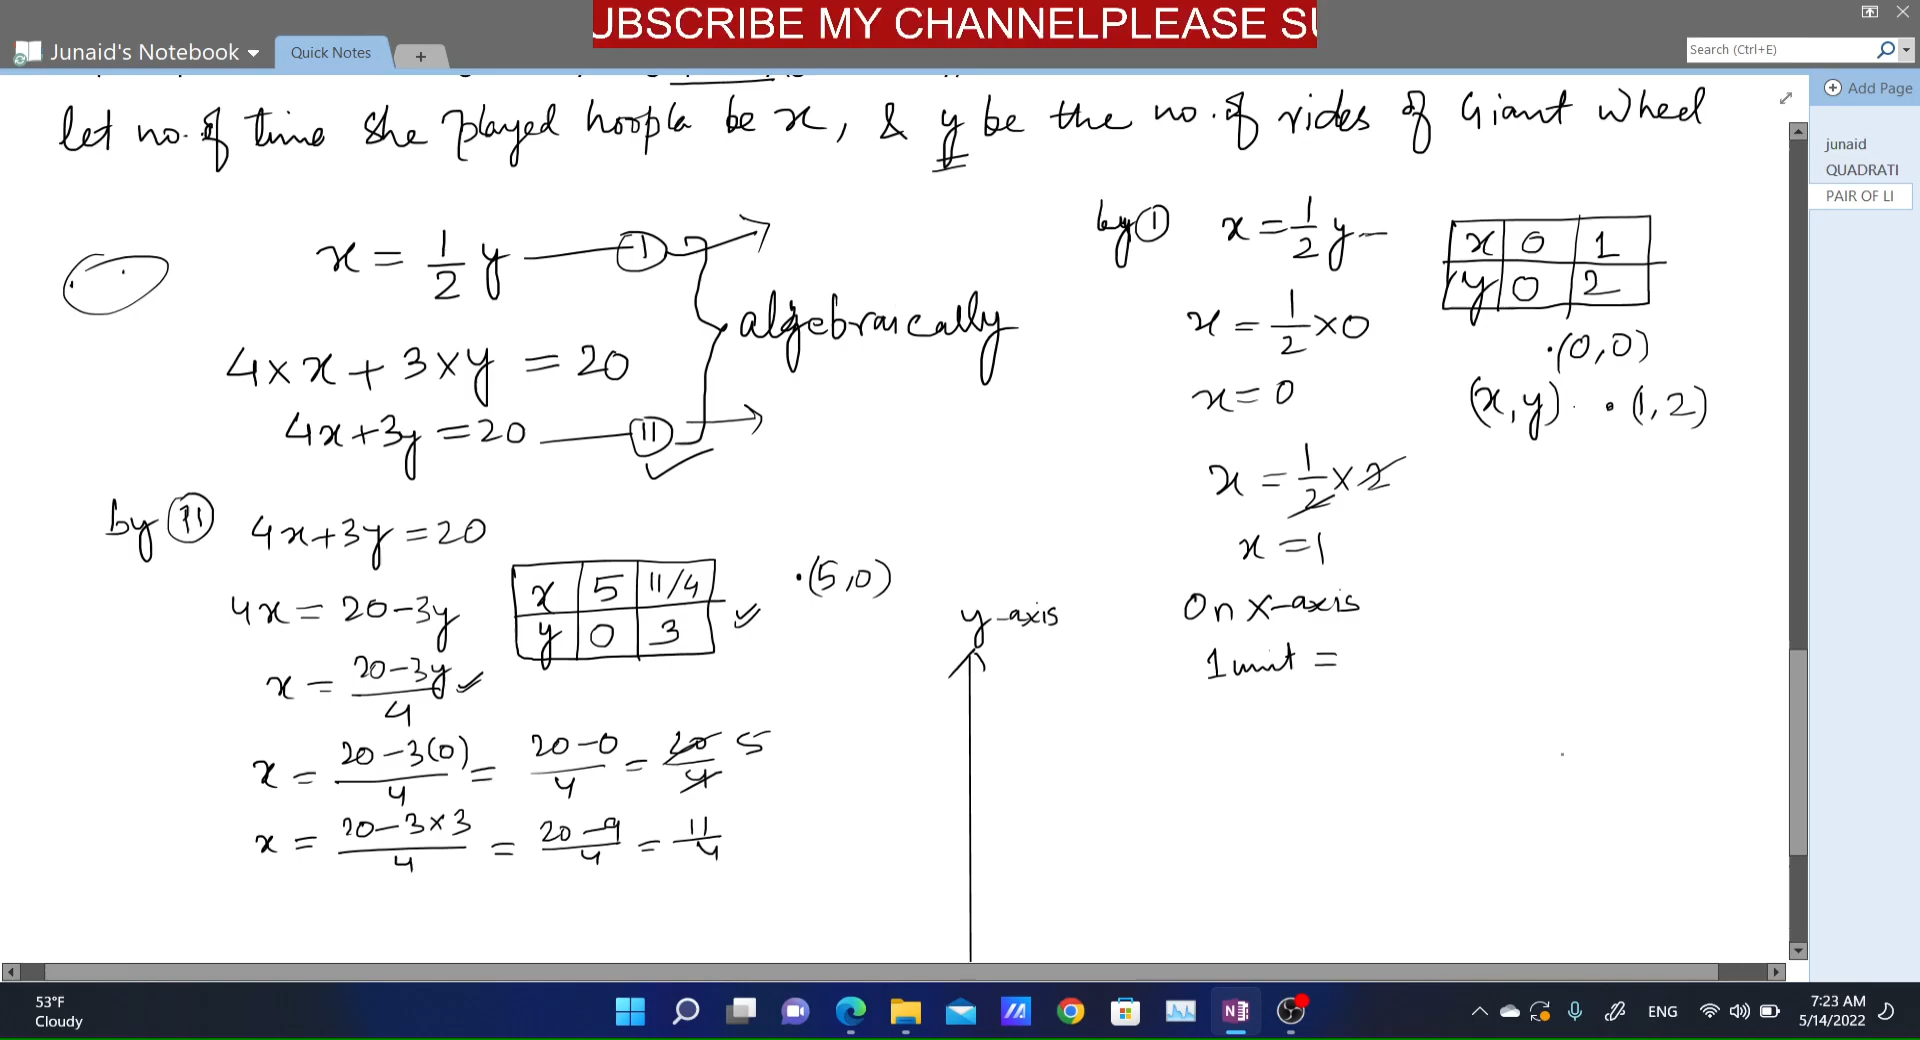 JBSCRIBE MY CHANNELPLEASE SU
Junaid's Notebook
Quick Notes
+
Search (Ctrl+E)
Add Page
junaid
QUADRATI
PAIR OF LI
let no. of time She played hoopla be x, & y be the no. of rides of Giant Wheel
x = 1/2 y — I
4 × x + 3 × y = 20
4x + 3y = 20 — II
algebraically
by II 4x + 3y = 20
4x = 20 - 3y
x = 20 - 3y / 4
x = 20 - 3(0) / 4 = 20 - 0 / 4 = 20 / 4 5
x = 20 - 3 × 3 / 4 = 20 - 9 / 4 = 11 / 4
x 5 11/4
y 0 3
(5,0)
y-axis
by I x = 1/2 y
x = 1/2 × 0
x = 0
x = 1/2 × 2
x = 1
On X-axis
1 unit =
x 0 1
y 0 2
(0,0)
(x,y) (1,2)
53°F
Cloudy
ENG
7:23 AM
5/14/2022